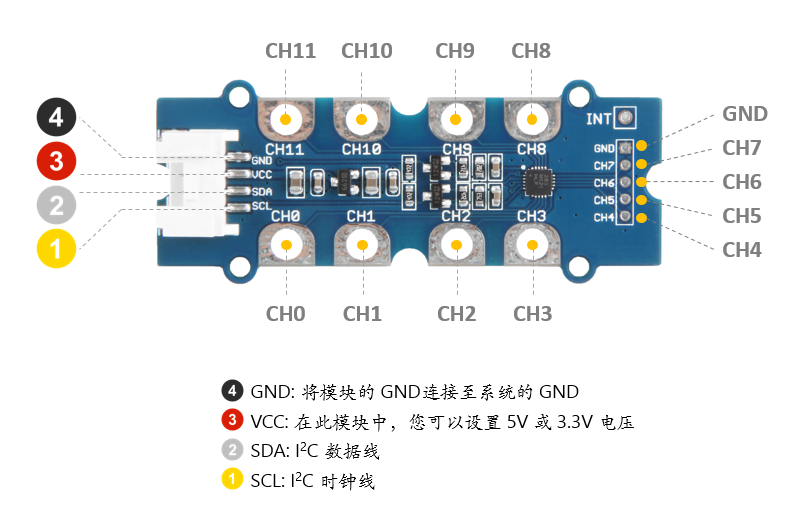 CH11 CH10 CH9 CH8
4
3
2
1
GND
VCC
SDA
SCL
CH11 CH10 CH9 CH8
INT
GND
CH7
CH6
CH5
CH4
CH0 CH1 CH2 CH3
GND
CH7
CH6
CH5
CH4
CH0 CH1 CH2 CH3
4 GND: 将模块的 GND连接至系统的 GND
3 VCC: 在此模块中，您可以设置 5V 或 3.3V 电压
2 SDA: I²C 数据线
1 SCL: I²C 时钟线